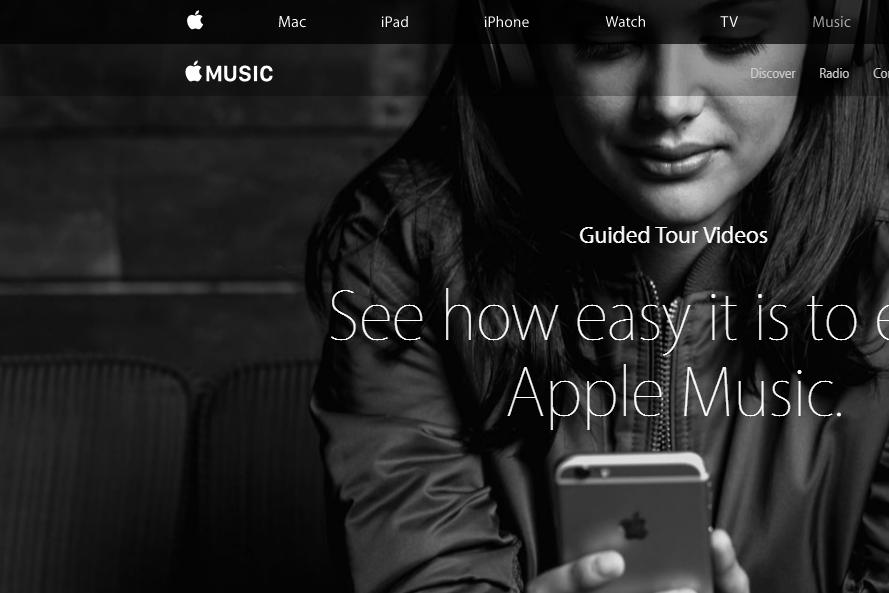 Mac iPad iPhone Watch TV Music
MUSIC Discover Radio
Guided Tour Videos
See how easy it is to
Apple Music.